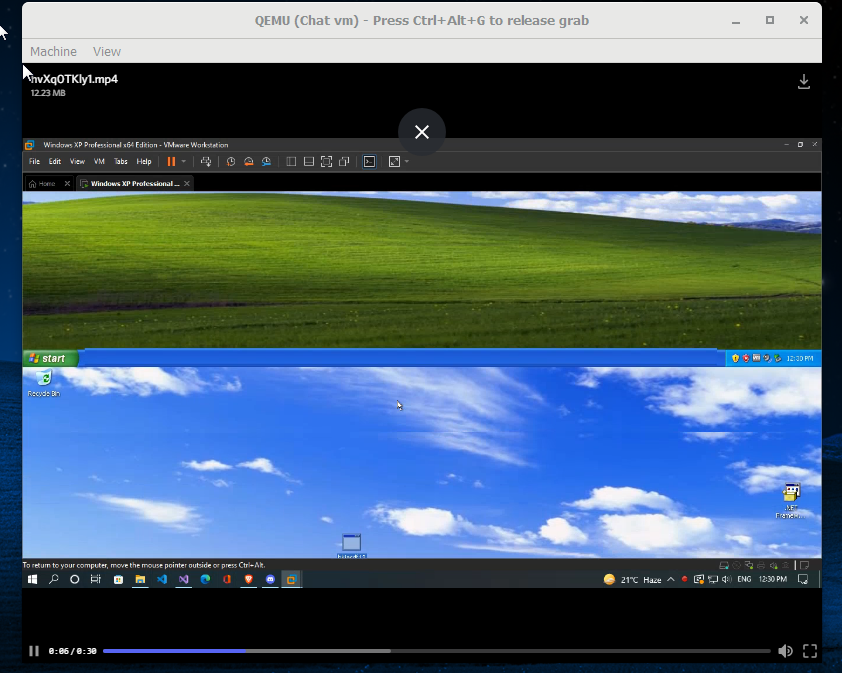 QEMU (Chat vm) - Press Ctrl+Alt+G to release grab
Machine View
nvXqOTKly1.mp4
12.23 MB
Windows XP Professional x64 Edition - VMware Workstation
File Edit View VM Tabs Help
Home Windows XP Professional ...
start 12:30 PM
Recycle Bin
.NET
To return to your computer, move the mouse pointer outside or press Ctrl+Alt.
21°C Haze ENG 12:30 PM
0:06/0:30